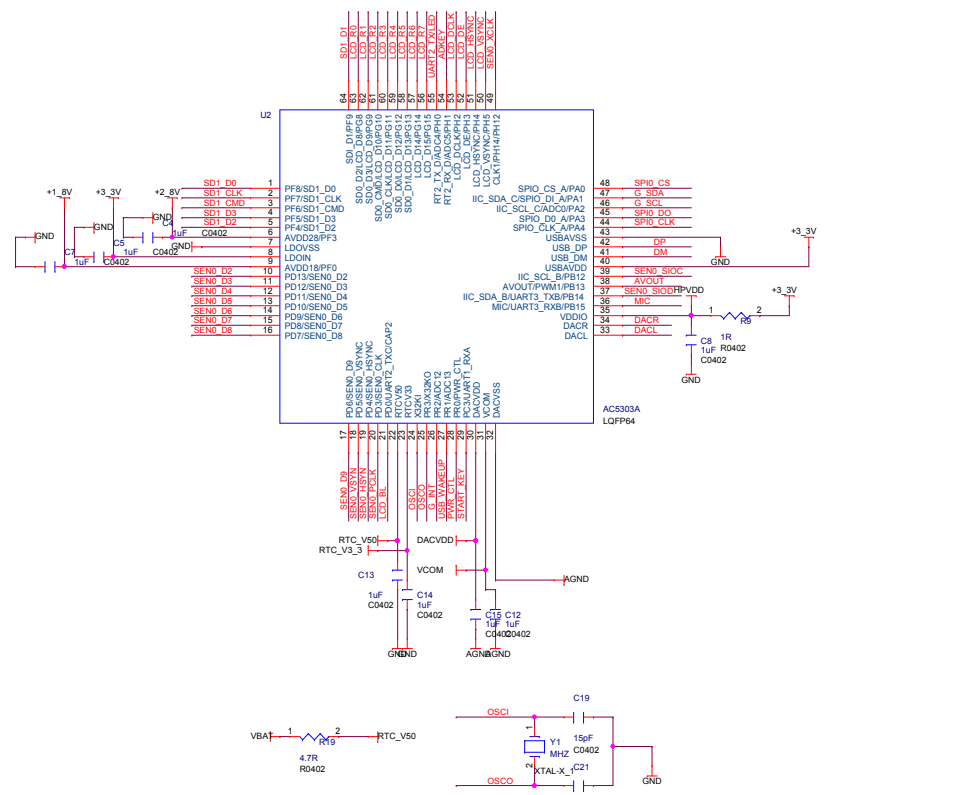 SD1_D1
LCD_R0
LCD_R1
LCD_R2
LCD_R3
LCD_R4
LCD_R5
LCD_R6
LCD_R7
UART2_TX/LED
ADKEY
LCD_DCLK
LCD_DE
LCD_HSYNC
LCD_VSYNC
SEN0_XCLK
64
63
62
61
60
59
58
57
56
55
54
53
52
51
50
49
U2
SDI_D1/PF9
SD0_D2/LCD_D8/PG8
SD0_D3/LCD_D9/PG9
SD0_CMD/LCD_D10/PG10
SD0_CLK/LCD_D11/PG11
SD0_D0/LCD_D12/PG12
SD0_D1/LCD_D13/PG13
LCD_D14/PG14
LCD_D15/PG15
RT2_TX_D/ADC4/PH0
RT2_RX_D/ADC5/PH1
LCD_DCLK/PH2
LCD_DE/PH3
LCD_HSYNC/PH4
LCD_VSYNC/PH5
CLK1/PH14/PH12
SD1_D0 1 PF8/SD1_D0
SD1_CLK 2 PF7/SD1_CLK
SD1_CMD 3 PF6/SD1_CMD
SD1_D3 4 PF5/SD1_D3
SD1_D2 5 PF4/SD1_D2
6 AVDD28/PF3
7 LDOVSS
8 LDOIN
9 AVDD18/PF0
SEN0_D2 10 PD13/SEN0_D2
SEN0_D3 11 PD12/SEN0_D3
SEN0_D4 12 PD11/SEN0_D4
SEN0_D5 13 PD10/SEN0_D5
SEN0_D6 14 PD9/SEN0_D6
SEN0_D7 15 PD8/SEN0_D7
SEN0_D8 16 PD7/SEN0_D8
+1_8V
+3_3V
+2_8V
GND
GND
GND
GND
C4
1uF
C0402
C5
1uF
C0402
C7
1uF
SPIO_CS_A/PA0 48 SPI0_CS
IIC_SDA_C/SPIO_DI_A/PA1 47 G_SDA
IIC_SCL_C/ADC0/PA2 46 G_SCL
SPIO_D0_A/PA3 45 SPI0_DO
SPIO_CLK_A/PA4 44 SPI0_CLK
USBAVSS 43
USB_DP 42 DP
USB_DM 41 DM
USBAVDD 40
IIC_SCL_B/PB12 39 SEN0_SIOC
AVOUT/PWM1/PB13 38 AVOUT
IIC_SDA_B/UART3_TXB/PB14 37 SEN0_SIOD
MIC/UART3_RXB/PB15 36 MIC
VDDIO 35
DACR 34 DACR
DACL 33 DACL
GND
+3_3V
HPVDD
+3_3V
1
2
R9
1R
R0402
C8
1uF
C0402
GND
AC5303A
LQFP64
PD6/SEN0_D9
PD5/SEN0_VSYNC
PD4/SEN0_HSYNC
PD3/SEN0_CLK
PD0/UART2_TXC/CAP2
RTCV50
RTCV33
X32KI
PR3/X32KO
PR2/ADC12
PR1/ADC13
PR0/PWR_CTL
PC3/UART1_RXA
DACVDD
VCOM
DACVSS
17
18
19
20
21
22
23
24
25
26
27
28
29
30
31
32
SEN0_D9
SEN0_VSYN
SEN0_HSYN
SEN0_PCLK
LCD_BL
OSCI
OSCO
G_INT
USB_WAKEUP
PWR_CTL
START_KEY
RTC_V50
RTC_V3_3
DACVDD
VCOM
AGND
C13
1uF
C0402
C14
1uF
C0402
C15
1uF
C0402
C12
1uF
C0402
GND
GND
AGND
AGND
VBAT
1
2
R19
RTC_V50
4.7R
R0402
OSCI
OSCO
C19
15pF
C0402
1
Y1
MHZ
2
XTAL-X_1
C21
GND